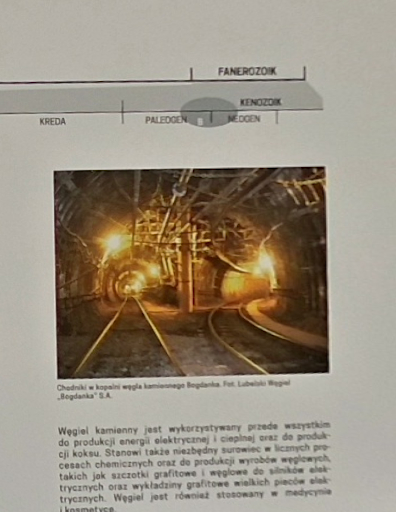 FANEROZOIK
KENOZOIK
KREDA PALEOGEN B NEOGEN
Chodniki w kopalni węgla kamiennego Bogdanka. Fot. Lubelski Węgiel
„Bogdanka” S.A.
Węgiel kamienny jest wykorzystywany przede wszystkim
do produkcji energii elektrycznej i cieplnej oraz do produk-
cji koksu. Stanowi także niezbędny surowiec w licznych pro-
cesach chemicznych oraz do produkcji wyrobów węglowych,
takich jak szczotki grafitowe i węglowe do silników elek-
trycznych oraz wykładziny grafitowe wielkich pieców elek-
trycznych. Węgiel jest również stosowany w medycynie
i kosmetyce.